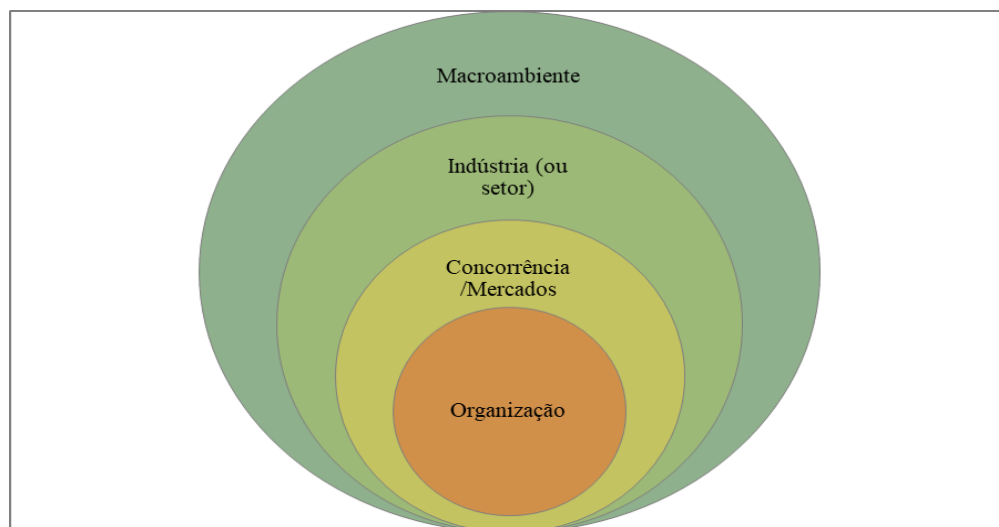 Macroambiente
Indústria (ou
setor)
Concorrência
/Mercados
Organização